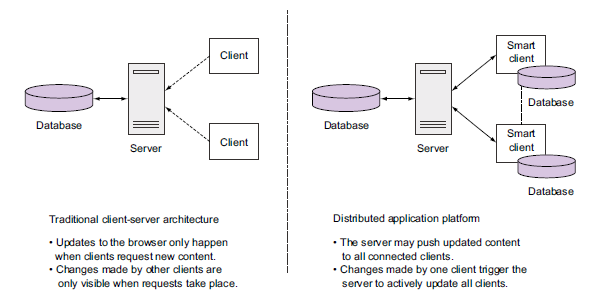 Client
Database
Server
Client
Traditional client-server architecture
• Updates to the browser only happen
when clients request new content.
• Changes made by other clients are
only visible when requests take place.
Smart
client
Database
Database
Server
Smart
client
Database
Distributed application platform
• The server may push updated content
to all connected clients.
• Changes made by one client trigger the
server to actively update all clients.